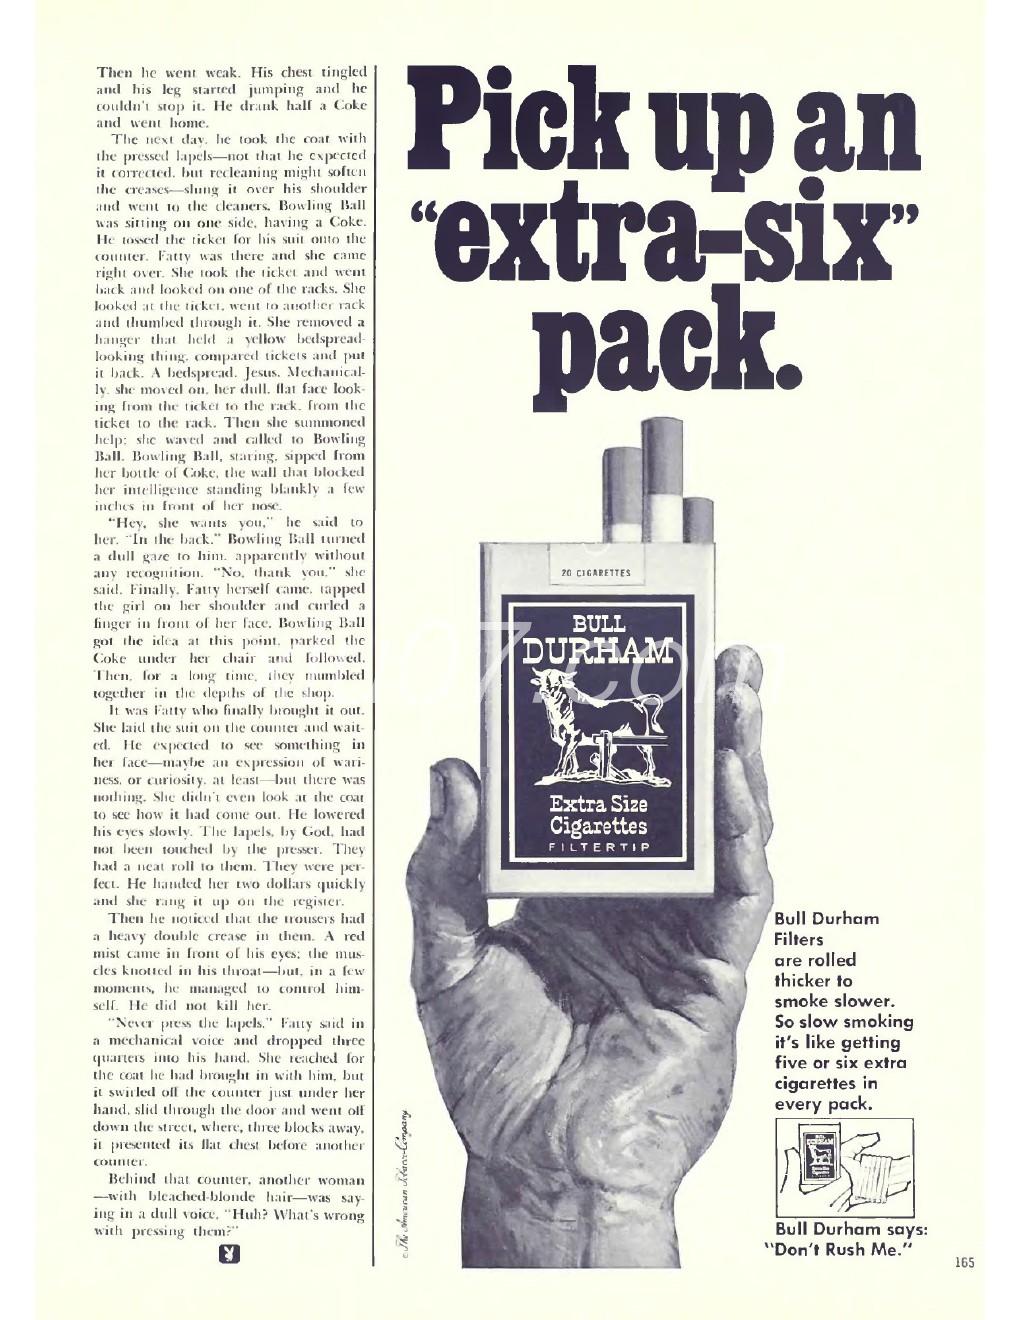 Then he went weak. His chest tingled
and his leg started jumping and he
couldn't stop it. He drank half a Coke
and went home.
The next day, he took the coat with
the pressed lapels—not that he expected
it corrected, but recleaning might soften
the creases—slung it over his shoulder
and went to the cleaners. Bowling Ball
was sitting on one side, having a Coke.
He tossed the ticket for his suit onto the
counter. Fatty was there and she came
right over. She took the ticket and went
back and looked on one of the racks. She
looked at the ticket, went to another rack
and thumbed through it. She removed a
hanger that held a yellow bedspread-
looking thing, compared tickets and put
it back. A bedspread. Jesus. Mechanical-
ly, she moved on, her dull, flat face look-
ing from the ticket to the rack, from the
ticket to the rack. Then she summoned
help; she waved and called to Bowling
Ball. Bowling Ball, staring, sipped from
her bottle of Coke, the wall that blocked
her intelligence standing blankly a few
inches in front of her nose.
"Hey, she wants you," he said to
her. "In the back." Bowling Ball turned
a dull gaze to him, apparently without
any recognition. "No, thank you," she
said. Finally, Fatty herself came, tapped
the girl on her shoulder and curled a
finger in front of her face. Bowling Ball
got the idea at this point, parked the
Coke under her chair and followed.
Then, for a long time, they mumbled
together in the depths of the shop.
It was Fatty who finally brought it out.
She laid the suit on the counter and wait-
ed. He expected to see something in
her face—maybe an expression of wari-
ness, or curiosity, at least—but there was
nothing. She didn't even look at the coat
to see how it had come out. He lowered
his eyes slowly. The lapels, by God, had
not been touched by the presser. They
had a neat roll to them. They were per-
fect. He handed her two dollars quickly
and she rang it up on the register.
Then he noticed that the trousers had
a heavy double crease in them. A red
mist came in front of his eyes; the mus-
cles knotted in his throat—but, in a few
moments, he managed to control him-
self. He did not kill her.
"Never press the lapels," Fatty said in
a mechanical voice and dropped three
quarters into his hand. She reached for
the coat he had brought in with him, but
it swirled off the counter just under her
hand, slid through the door and went off
down the street, where, three blocks away,
it presented its flat chest before another
counter.
Behind that counter, another woman
—with bleached-blonde hair—was say-
ing in a dull voice, "Huh? What's wrong
with pressing them?"
Pick up an
"extra-six"
pack.
20 CIGARETTES
BULL
DURHAM
Extra Size
Cigarettes
FILTERTIP
Bull Durham
Filters
are rolled
thicker to
smoke slower.
So slow smoking
it's like getting
five or six extra
cigarettes in
every pack.
BULL
DURHAM
Bull Durham says:
"Don't Rush Me."
© The American Tobacco Company
165